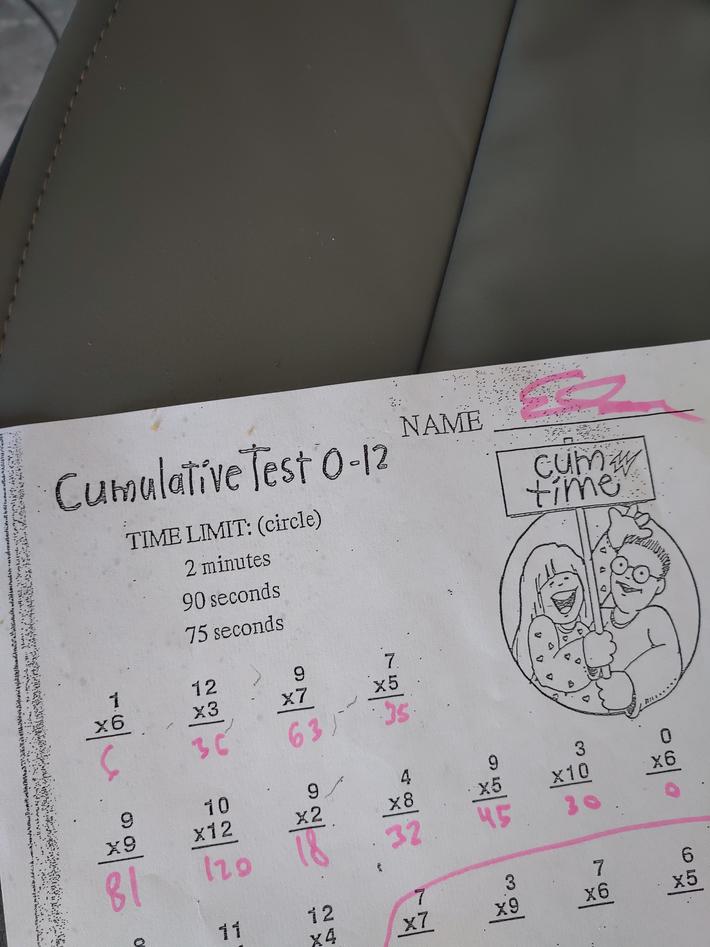 NAME
cum
time
Cumulative Test 0-12
TIME LIMIT: (circle)
2 minutes
90 seconds
75 seconds
1 12 9 7
x6 x3 x7 x5
6 36 63 35
9 10 9 4 9 3 0
x9 x12 x2 x8 x5 x10 x6
81 120 18 32 45 30 0
7 3 7 6
x7 x9 x6 x5
11 12
x4